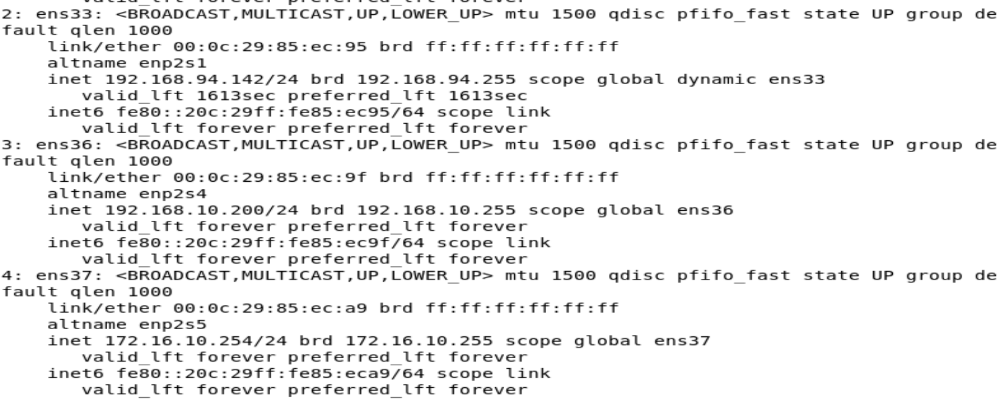 valid_lft forever preferred_lft forever
2: ens33: <BROADCAST,MULTICAST,UP,LOWER_UP> mtu 1500 qdisc pfifo_fast state UP group de
fault qlen 1000
    link/ether 00:0c:29:85:ec:95 brd ff:ff:ff:ff:ff:ff
    altname enp2s1
    inet 192.168.94.142/24 brd 192.168.94.255 scope global dynamic ens33
       valid_lft 1613sec preferred_lft 1613sec
    inet6 fe80::20c:29ff:fe85:ec95/64 scope link
       valid_lft forever preferred_lft forever
3: ens36: <BROADCAST,MULTICAST,UP,LOWER_UP> mtu 1500 qdisc pfifo_fast state UP group de
fault qlen 1000
    link/ether 00:0c:29:85:ec:9f brd ff:ff:ff:ff:ff:ff
    altname enp2s4
    inet 192.168.10.200/24 brd 192.168.10.255 scope global ens36
       valid_lft forever preferred_lft forever
    inet6 fe80::20c:29ff:fe85:ec9f/64 scope link
       valid_lft forever preferred_lft forever
4: ens37: <BROADCAST,MULTICAST,UP,LOWER_UP> mtu 1500 qdisc pfifo_fast state UP group de
fault qlen 1000
    link/ether 00:0c:29:85:ec:a9 brd ff:ff:ff:ff:ff:ff
    altname enp2s5
    inet 172.16.10.254/24 brd 172.16.10.255 scope global ens37
       valid_lft forever preferred_lft forever
    inet6 fe80::20c:29ff:fe85:eca9/64 scope link
       valid_lft forever preferred_lft forever